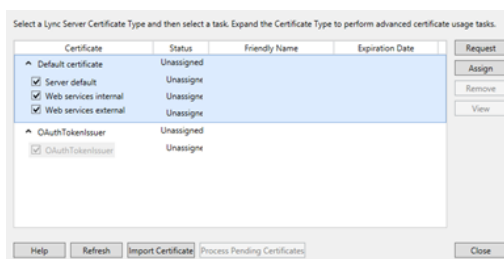 Select a Lync Server Certificate Type and then select a task. Expand the Certificate Type to perform advanced certificate usage tasks.
Certificate Status Friendly Name Expiration Date
Request
Default certificate Unassigned
Assign
Server default Unassigne
Remove
Web services internal Unassigne
View
Web services external Unassigne
OAuthTokenIssuer Unassigned
OAuthTokenIssuer Unassigne
Help Refresh Import Certificate Process Pending Certificates Close